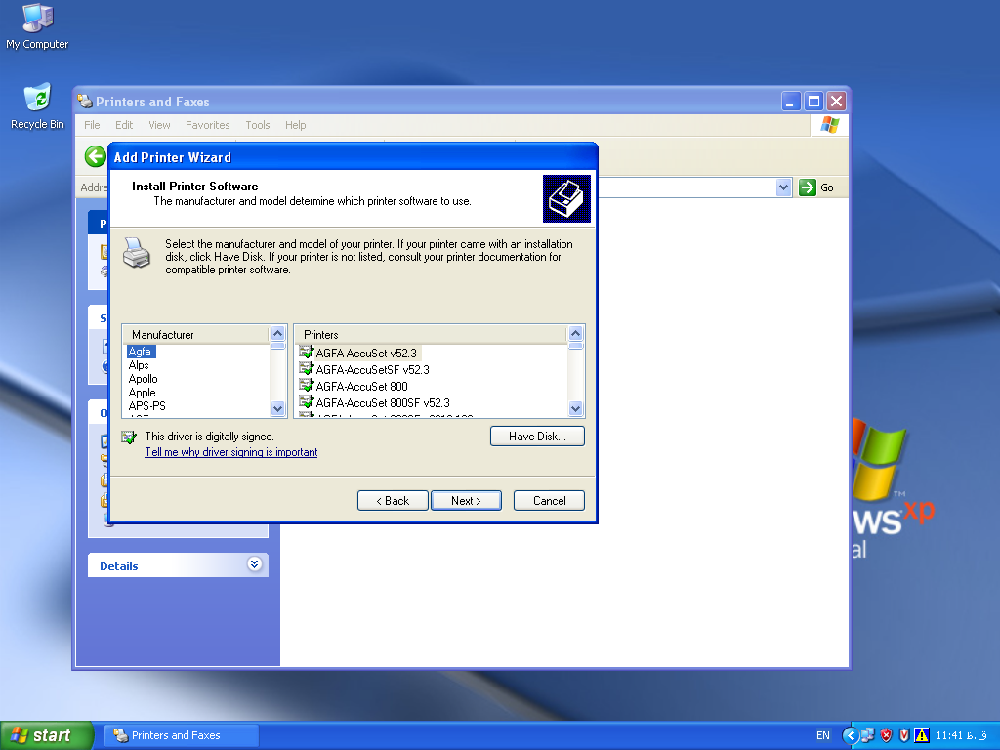 My Computer
Recycle Bin
Printers and Faxes
File Edit View Favorites Tools Help
Addre
Go
Add Printer Wizard
Install Printer Software
The manufacturer and model determine which printer software to use.
Select the manufacturer and model of your printer. If your printer came with an installation
disk, click Have Disk. If your printer is not listed, consult your printer documentation for
compatible printer software.
Manufacturer
Agfa
Alps
Apollo
Apple
APS-PS
Printers
AGFA-AccuSet v52.3
AGFA-AccuSetSF v52.3
AGFA-AccuSet 800
AGFA-AccuSet 800SF v52.3
This driver is digitally signed.
Tell me why driver signing is important
Have Disk...
< Back
Next >
Cancel
Details
ws xp
al
TM
start
Printers and Faxes
EN
11:41 ق.ظ